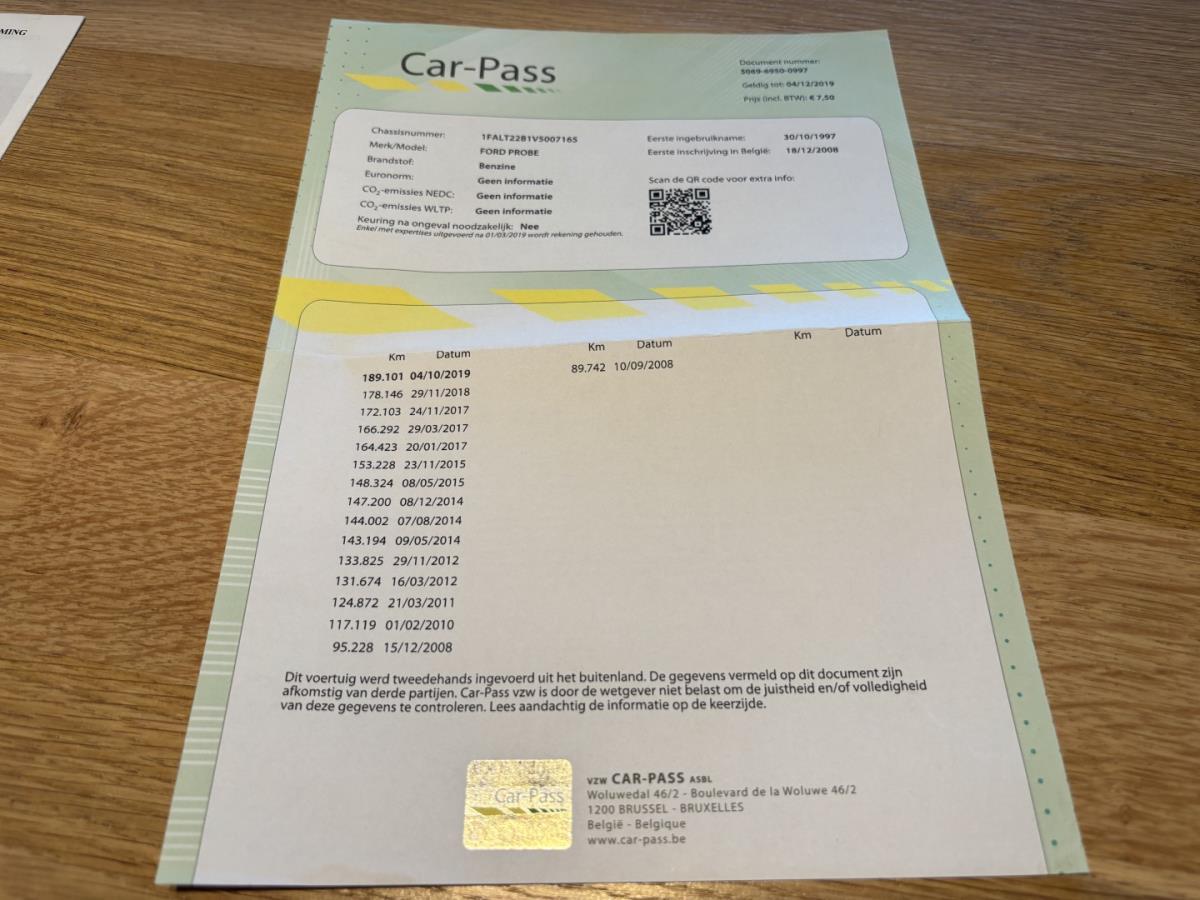 MING
Car-Pass
Document nummer:
5069-6950-0997
Geldig tot: 04/12/2019
Prijs (incl. BTW): € 7,50
Chassisnummer: 1FALT22B1V5007165
Merk/Model: FORD PROBE
Brandstof: Benzine
Euronorm: Geen informatie
CO2-emissies NEDC: Geen informatie
CO2-emissies WLTP: Geen informatie
Keuring na ongeval noodzakelijk: Nee
Enkel met expertises uitgevoerd na 01/03/2019 wordt rekening gehouden.
Eerste ingebruikname: 30/10/1997
Eerste inschrijving in België: 18/12/2008
Scan de QR code voor extra info:
Km Datum
189.101 04/10/2019
178.146 29/11/2018
172.103 24/11/2017
166.292 29/03/2017
164.423 20/01/2017
153.228 23/11/2015
148.324 08/05/2015
147.200 08/12/2014
144.002 07/08/2014
143.194 09/05/2014
133.825 29/11/2012
131.674 16/03/2012
124.872 21/03/2011
117.119 01/02/2010
95.228 15/12/2008
Km Datum
89.742 10/09/2008
Km Datum
Dit voertuig werd tweedehands ingevoerd uit het buitenland. De gegevens vermeld op dit document zijn
afkomstig van derde partijen. Car-Pass vzw is door de wetgever niet belast om de juistheid en/of volledigheid
van deze gegevens te controleren. Lees aandachtig de informatie op de keerzijde.
Car-Pass
VZW CAR-PASS ASBL
Woluwedal 46/2 - Boulevard de la Woluwe 46/2
1200 BRUSSEL - BRUXELLES
België - Belgique
www.car-pass.be